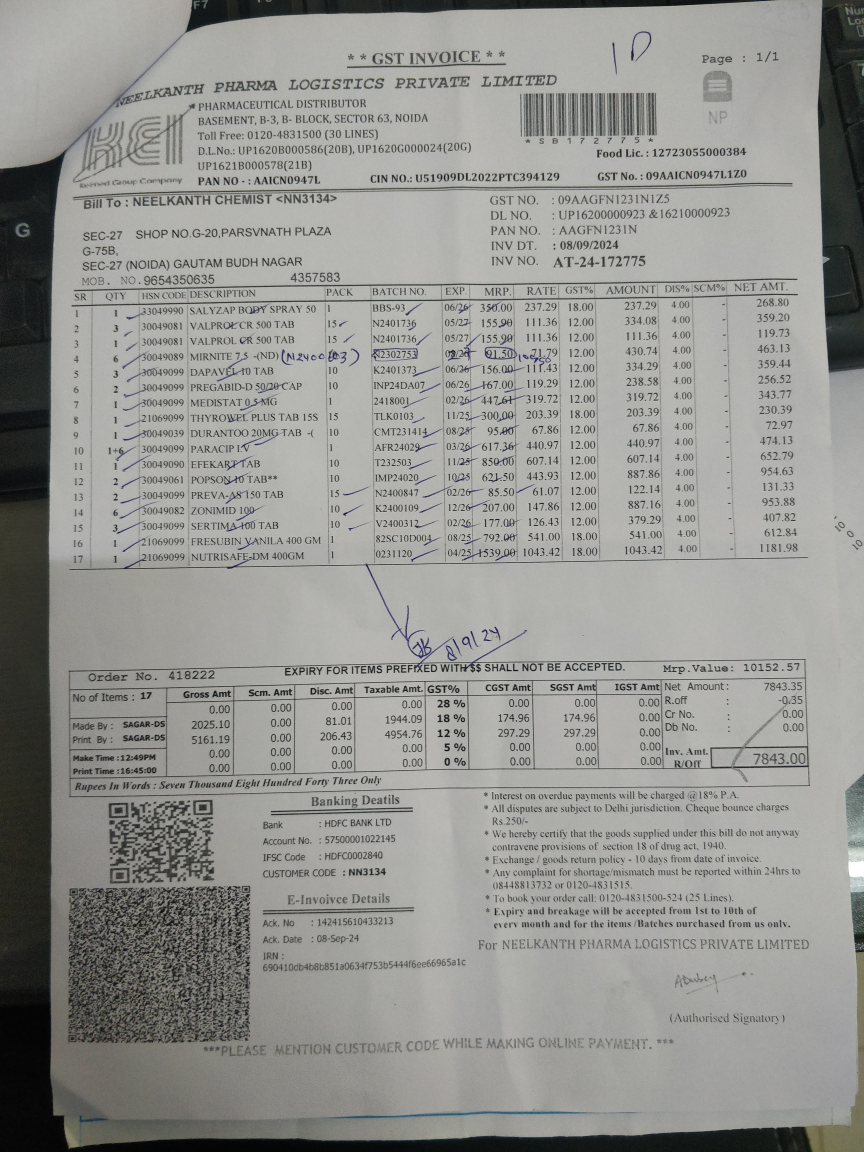 ** GST INVOICE **
1D
Page : 1/1
NEELKANTH PHARMA LOGISTICS PRIVATE LIMITED
PHARMACEUTICAL DISTRIBUTOR
BASEMENT, B-3, B- BLOCK, SECTOR 63, NOIDA
Toll Free: 0120-4831500 (30 LINES)
D.L.No.: UP1620B000586(20B), UP1620G000024(20G)
UP1621B000578(21B)
PAN NO - : AAICN0947L
CIN NO.: U51909DL2022PTC394129
* S B 1 7 2 7 7 5 *
NP
Food Lic. : 12723055000384
GST No. : 09AAICN0947L1Z0
Group Company
Bill To : NEELKANTH CHEMIST <NN3134>
SEC-27 SHOP NO.G-20,PARSVNATH PLAZA
G-75B,
SEC-27 (NOIDA) GAUTAM BUDH NAGAR
MOB. NO.9654350635 4357583
GST NO. : 09AAGFN1231N1Z5
DL NO. : UP16200000923 &16210000923
PAN NO. : AAGFN1231N
INV DT. : 08/09/2024
INV NO. AT-24-172775
SR QTY HSN CODE DESCRIPTION PACK BATCH NO. EXP. MRP. RATE GST% AMOUNT DIS% SCM% NET AMT.
1 1 33049990 SALYZAP BODY SPRAY 50 1 BBS-93 06/26 350.00 237.29 18.00 237.29 4.00 - 268.80
2 3 30049081 VALPROL CR 500 TAB 15 N2401736 05/27 155.90 111.36 12.00 334.08 4.00 - 359.20
3 1 30049081 VALPROL CR 500 TAB 15 N2401736 05/27 155.90 111.36 12.00 111.36 4.00 - 119.73
4 6 30049089 MIRNITE 7.5 -(ND) 10 N2302753 91.50 71.79 12.00 430.74 4.00 - 463.13
5 3 30049099 DAPAVEL 10 TAB 10 K2401373 06/26 156.00 111.43 12.00 334.29 4.00 - 359.44
6 2 30049099 PREGABID-D 50/20 CAP 10 INP24DA07 06/26 167.00 119.29 12.00 238.58 4.00 - 256.52
7 1 30049099 MEDISTAT 0.5 MG 1 2418001 02/26 447.61 319.72 12.00 319.72 4.00 - 343.77
8 1 21069099 THYROWEL PLUS TAB 15S 15 TLK0103 11/25 300.00 203.39 18.00 203.39 4.00 - 230.39
9 1 30049039 DURANTOO 20MG TAB -( 10 CMT231414 08/25 95.00 67.86 12.00 67.86 4.00 - 72.97
10 1+6 30049099 PARACIP I.V 1 AFR24029 03/26 617.36 440.97 12.00 440.97 4.00 - 474.13
11 1 30049090 EFEKART TAB 10 T232503 11/25 850.00 607.14 12.00 607.14 4.00 - 652.79
12 2 30049061 POPSON 10 TAB** 10 IMP24020 10/25 621.50 443.93 12.00 887.86 4.00 - 954.63
13 2 30049099 PREVA-AS 150 TAB 15 N2400847 02/26 85.50 61.07 12.00 122.14 4.00 - 131.33
14 6 30049082 ZONIMID 100 10 K2400109 12/26 207.00 147.86 12.00 887.16 4.00 - 953.88
15 3 30049099 SERTIMA 100 TAB 10 V2400312 02/26 177.00 126.43 12.00 379.29 4.00 - 407.82
16 1 21069099 FRESUBIN VANILA 400 GM 1 82SC10D004 08/25 792.00 541.00 18.00 541.00 4.00 - 612.84
17 1 21069099 NUTRISAFE-DM 400GM 1 0231120 04/25 1539.00 1043.42 18.00 1043.42 4.00 - 1181.98
8/9/24
Order No. 418222
EXPIRY FOR ITEMS PREFIXED WITH $$ SHALL NOT BE ACCEPTED.
Mrp.Value: 10152.57
No of Items : 17
Made By : SAGAR-DS
Print By : SAGAR-DS
Make Time :12:49PM
Print Time :16:45:00
Gross Amt Scm. Amt Disc. Amt Taxable Amt. GST% CGST Amt SGST Amt IGST Amt
0.00 0.00 0.00 0.00 28 % 0.00 0.00 0.00
2025.10 0.00 81.01 1944.09 18 % 174.96 174.96 0.00
5161.19 0.00 206.43 4954.76 12 % 297.29 297.29 0.00
0.00 0.00 0.00 0.00 5 % 0.00 0.00 0.00
0.00 0.00 0.00 0.00 0 % 0.00 0.00 0.00
Net Amount: 7843.35
R.off : -0.35
Cr No. : 0.00
Db No. : 0.00
Inv. Amt. R/Off 7843.00
Rupees In Words : Seven Thousand Eight Hundred Forty Three Only
Banking Deatils
Bank : HDFC BANK LTD
Account No. : 57500001022145
IFSC Code : HDFC0002840
CUSTOMER CODE : NN3134
E-Invoivce Details
Ack. No : 142415610433213
Ack. Date : 08-Sep-24
IRN :
690410db4b8b851a0634f753b5444f6ee66965a1c
* Interest on overdue payments will be charged @18% P.A.
* All disputes are subject to Delhi jurisdiction. Cheque bounce charges
Rs.250/-
* We hereby certify that the goods supplied under this bill do not anyway
contravene provisions of section 18 of drug act, 1940.
* Exchange / goods return policy - 10 days from date of invoice.
* Any complaint for shortage/mismatch must be reported within 24hrs to
08448813732 or 0120-4831515.
* To book your order call: 0120-4831500-524 (25 Lines).
* Expiry and breakage will be accepted from 1st to 10th of
every month and for the items /Batches purchased from us only.
For NEELKANTH PHARMA LOGISTICS PRIVATE LIMITED
(Authorised Signatory)
***PLEASE MENTION CUSTOMER CODE WHILE MAKING ONLINE PAYMENT. ***